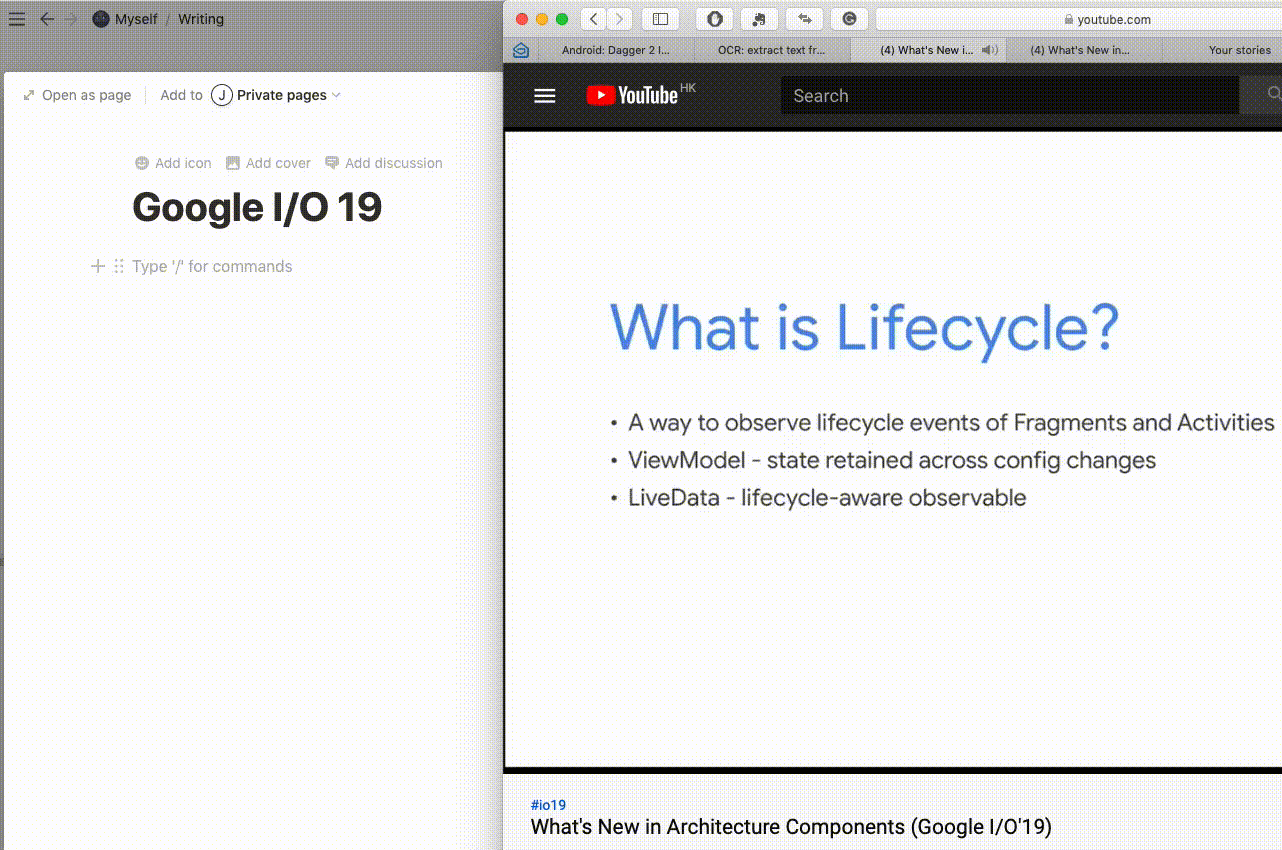 Myself / Writing
Open as page
Add to J Private pages
Add icon Add cover Add discussion
Google I/O 19
Type '/' for commands
youtube.com
Android: Dagger 2 I...
OCR: extract text fr...
(4) What's New i...
(4) What's New in...
Your stories
YouTube HK
Search
What is Lifecycle?
• A way to observe lifecycle events of Fragments and Activities
• ViewModel - state retained across config changes
• LiveData - lifecycle-aware observable
#io19
What's New in Architecture Components (Google I/O'19)